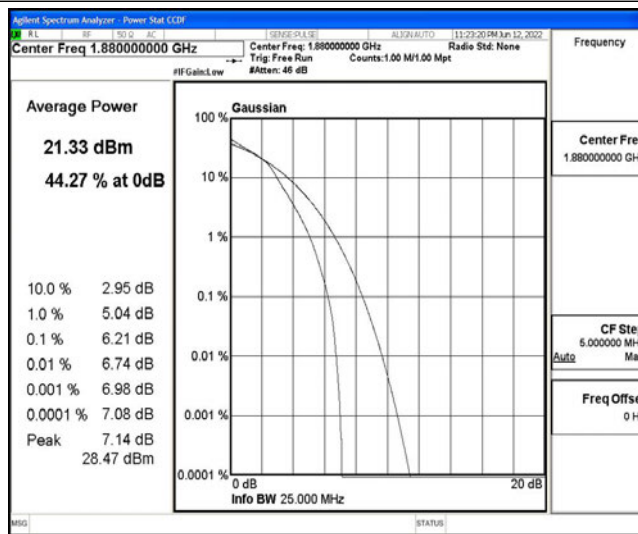 Agilent Spectrum Analyzer - Power Stat CCDF
RL RF 50 Ω AC SENSE:PULSE ALIGN AUTO 11:23:20 PM Jun 12, 2022
Center Freq 1.880000000 GHz
Center Freq: 1.880000000 GHz Radio Std: None
Trig: Free Run Counts:1.00 M/1.00 Mpt
#IFGain:Low #Atten: 46 dB
Frequency
Average Power
21.33 dBm
44.27 % at 0dB
10.0 % 2.95 dB
1.0 % 5.04 dB
0.1 % 6.21 dB
0.01 % 6.74 dB
0.001 % 6.98 dB
0.0001 % 7.08 dB
Peak 7.14 dB
28.47 dBm
Gaussian
100 %
10 %
1 %
0.1 %
0.01 %
0.001 %
0.0001 %
0 dB 20 dB
Info BW 25.000 MHz
Center Fre
1.880000000 GH
CF Ste
5.000000 MH
Auto Ma
Freq Offse
0 H
MSG STATUS